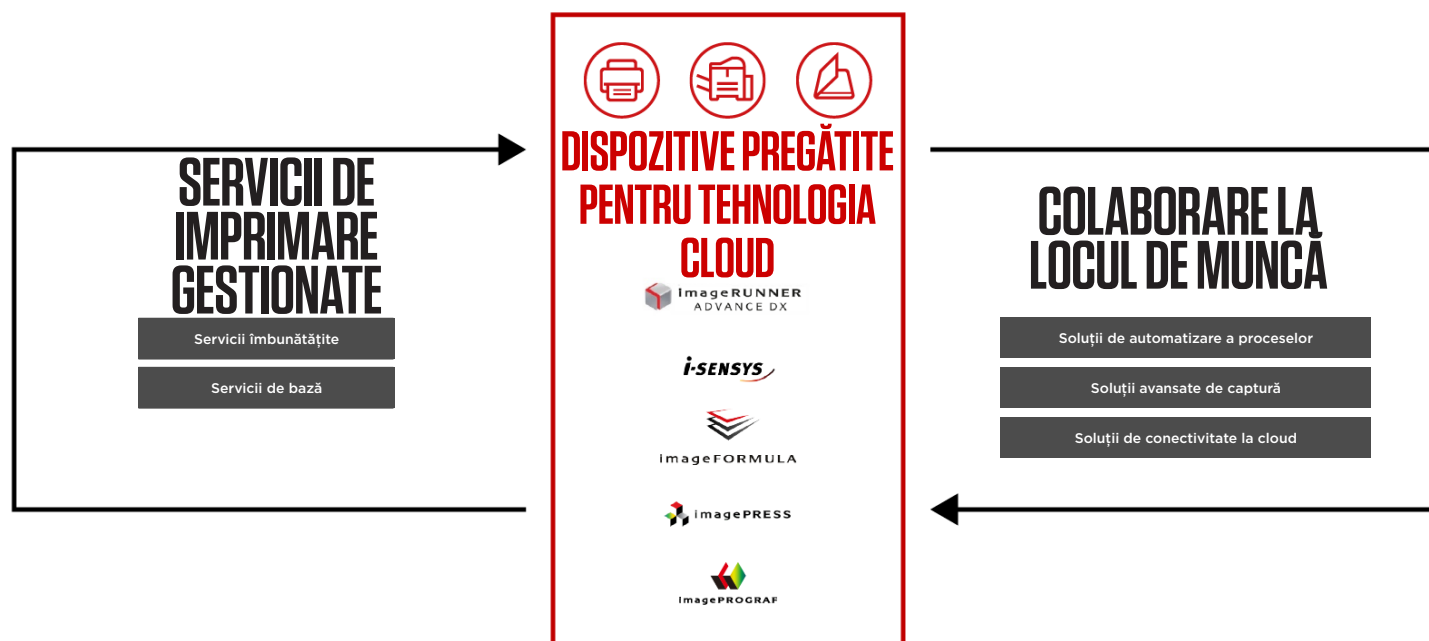 SERVICII DE
IMPRIMARE
GESTIONATE
Servicii îmbunătățite
Servicii de bază
DISPOZITIVE PREGĂTITE
PENTRU TEHNOLOGIA
CLOUD
imageRUNNER
ADVANCE DX
i-SENSYS
imageFORMULA
imagePRESS
imagePROGRAF
COLABORARE LA
LOCUL DE MUNCĂ
Soluții de automatizare a proceselor
Soluții avansate de captură
Soluții de conectivitate la cloud